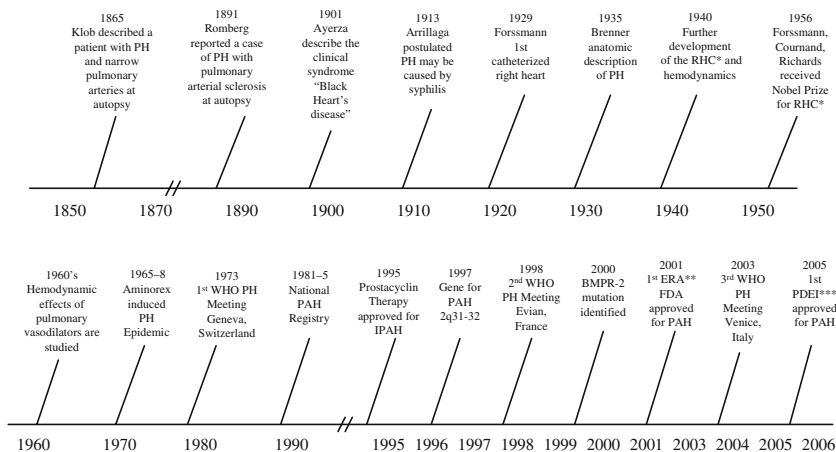 1865
Klob described a
patient with PH
and narrow
pulmonary
arteries at
autopsy
1891
Romberg
reported a case
of PH with
pulmonary
arterial sclerosis
at autopsy
1901
Ayerza
describe the
clinical
syndrome
“Black
Heart’s
disease”
1913
Arrillaga
postulated
PH may be
caused by
syphilis
1929
Forssmann
1st
catheterized
right heart
1935
Brenner
anatomic
description
of PH
1940
Further
development
of the RHC* and
hemodynamics
1956
Forssmann,
Cournand,
Richards
received
Nobel Prize
for RHC*
1850 1870 1890 1900 1910 1920 1930 1940 1950
1960’s
Hemodynamic
effects of
pulmonary
vasodilators are
studied
1965–8
Aminorex
induced
PH
Epidemic
1973
1st WHO PH
Meeting
Geneva,
Switzerland
1981–5
National
PAH
Registry
1995
Prostacyclin
Therapy
approved for
IPAH
1997
Gene for
PAH
2q31-32
1998
2nd WHO
PH Meeting
Evian,
France
2000
BMPR-2
mutation
identified
2001
1st ERA**
FDA
approved
for PAH
2003
3rd WHO
PH
Meeting
Venice,
Italy
2005
1st
PDEI***
approved
for PAH
1960 1970 1980 1990 1995 1996 1997 1998 1999 2000 2001 2003 2004 2005 2006